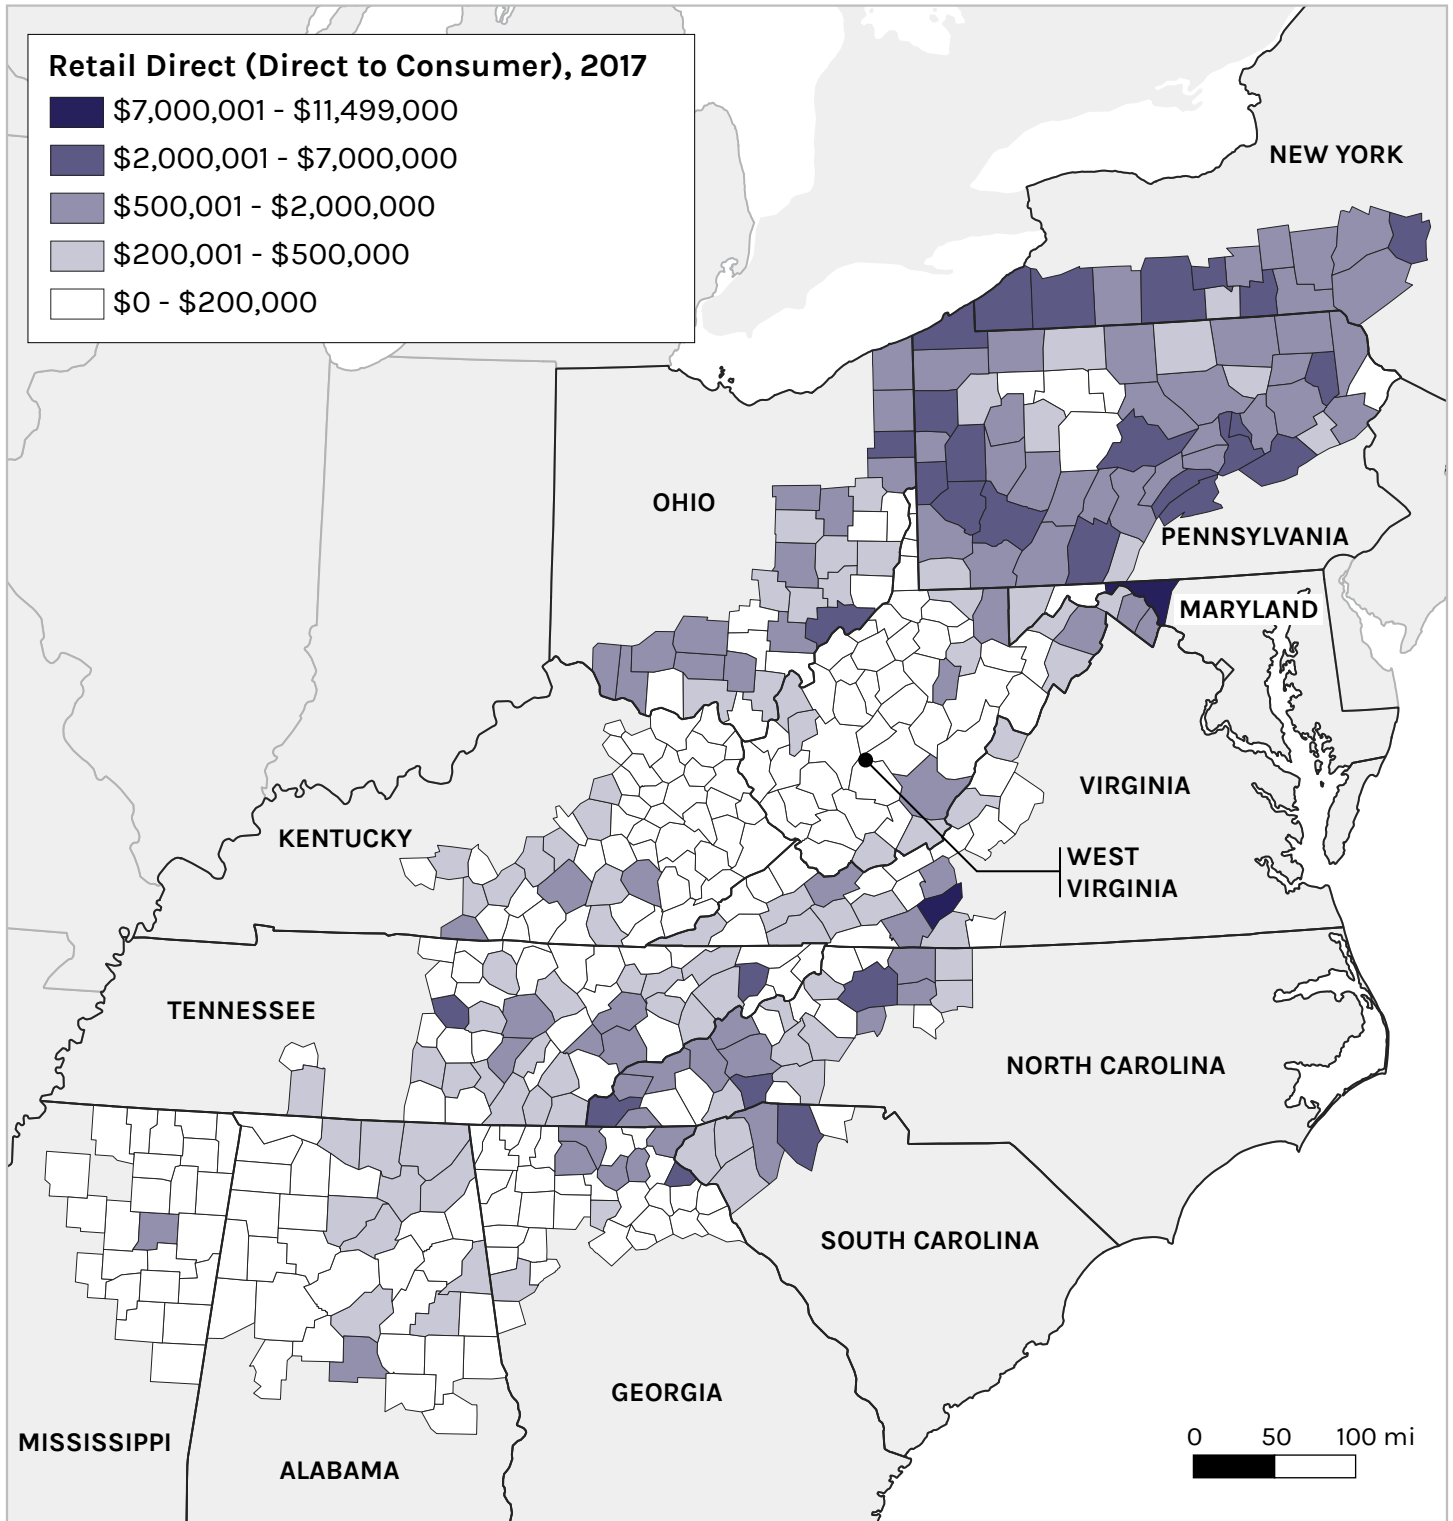 Retail Direct (Direct to Consumer), 2017
$7,000,001 - $11,499,000
$2,000,001 - $7,000,000
$500,001 - $2,000,000
$200,001 - $500,000
$0 - $200,000
NEW YORK
OHIO
PENNSYLVANIA
MARYLAND
VIRGINIA
KENTUCKY
WEST
VIRGINIA
TENNESSEE
NORTH CAROLINA
SOUTH CAROLINA
GEORGIA
MISSISSIPPI
ALABAMA
0 50 100 mi